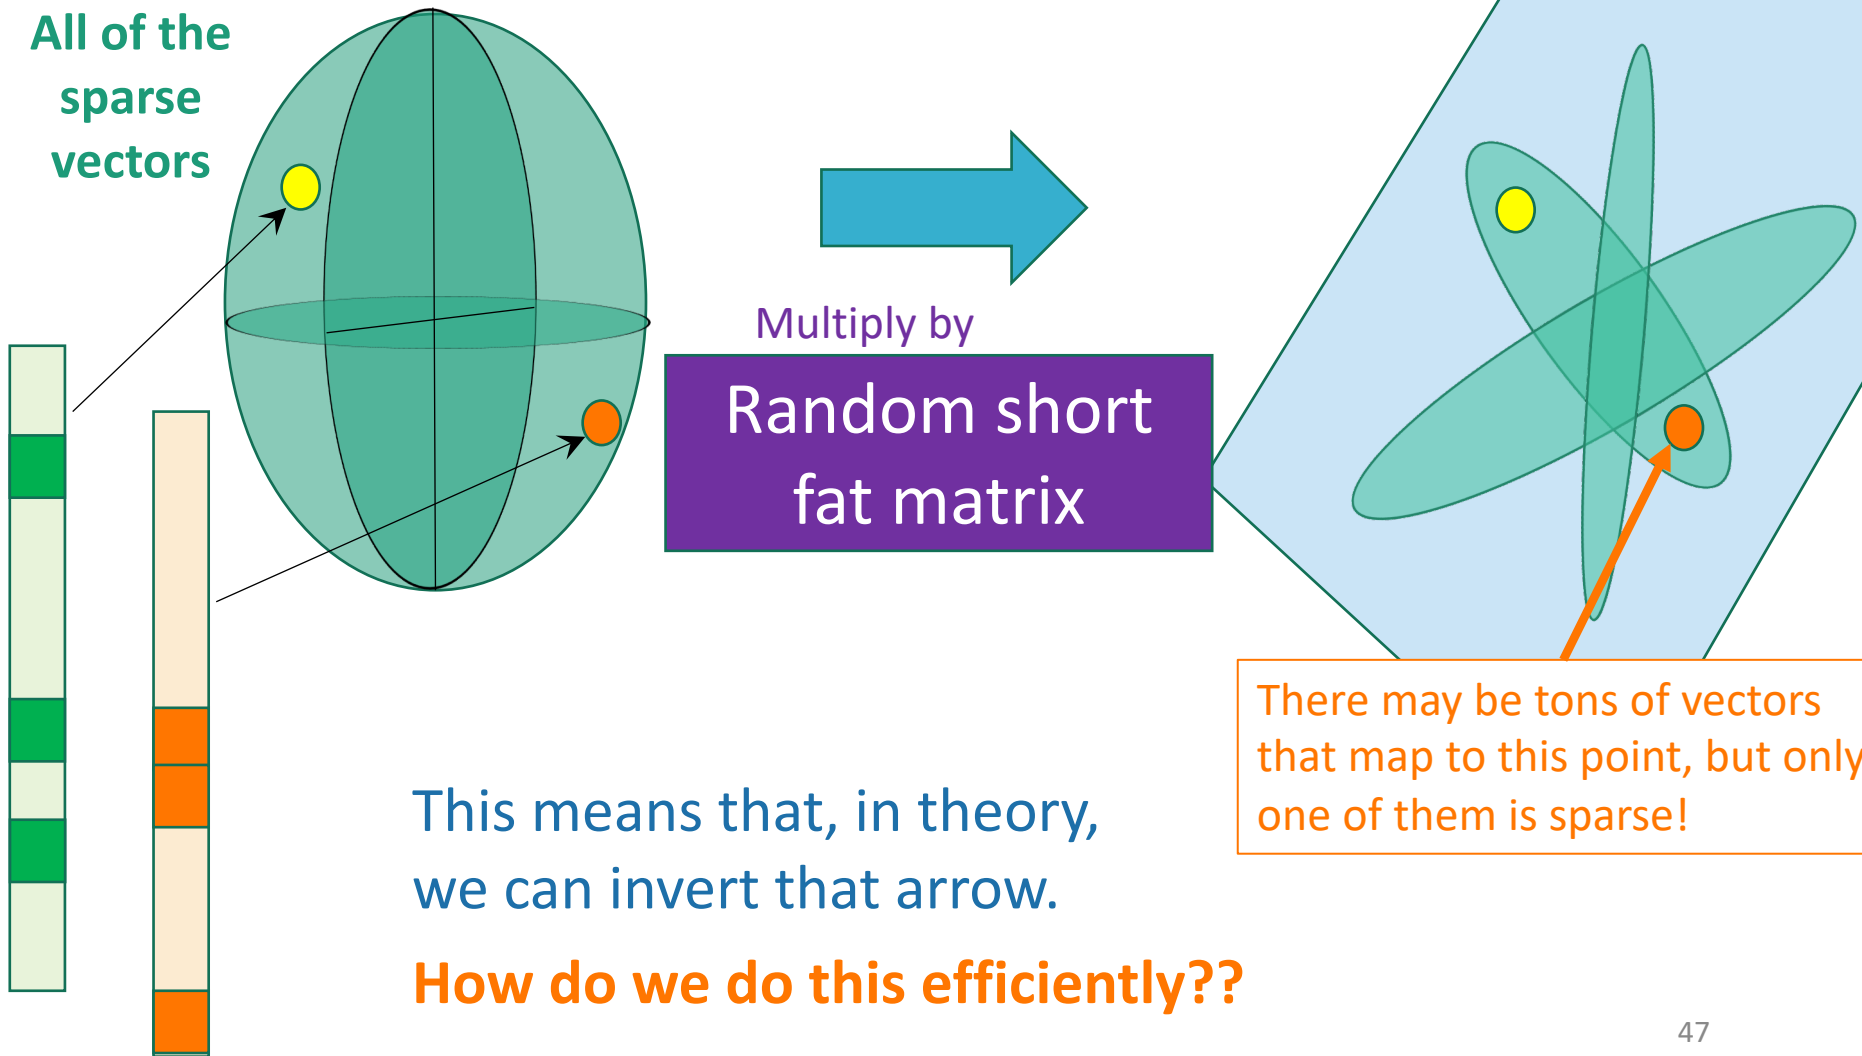 All of the
sparse
vectors
Multiply by
Random short
fat matrix
There may be tons of vectors
that map to this point, but only
one of them is sparse!
This means that, in theory,
we can invert that arrow.
How do we do this efficiently??
47